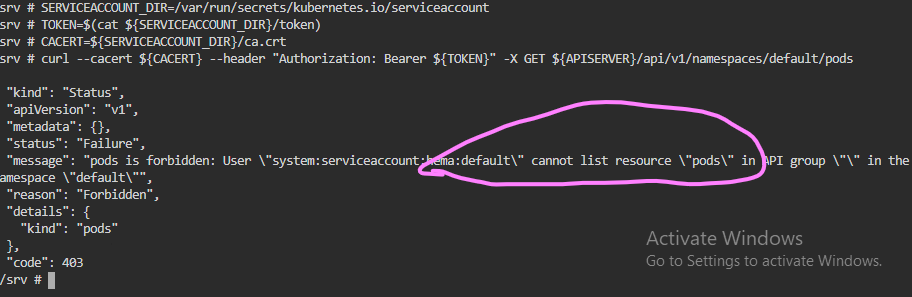 srv # SERVICEACCOUNT_DIR=/var/run/secrets/kubernetes.io/serviceaccount
srv # TOKEN=$(cat ${SERVICEACCOUNT_DIR}/token)
srv # CACERT=${SERVICEACCOUNT_DIR}/ca.crt
srv # curl --cacert ${CACERT} --header "Authorization: Bearer ${TOKEN}" -X GET ${APISERVER}/api/v1/namespaces/default/pods
"kind": "Status",
"apiVersion": "v1",
"metadata": {},
"status": "Failure",
"message": "pods is forbidden: User \"system:serviceaccount:hema:default\" cannot list resource \"pods\" in API group \"\" in the
amespace \"default\"",
"reason": "Forbidden",
"details": {
"kind": "pods"
},
"code": 403
/srv #
Activate Windows
Go to Settings to activate Windows.